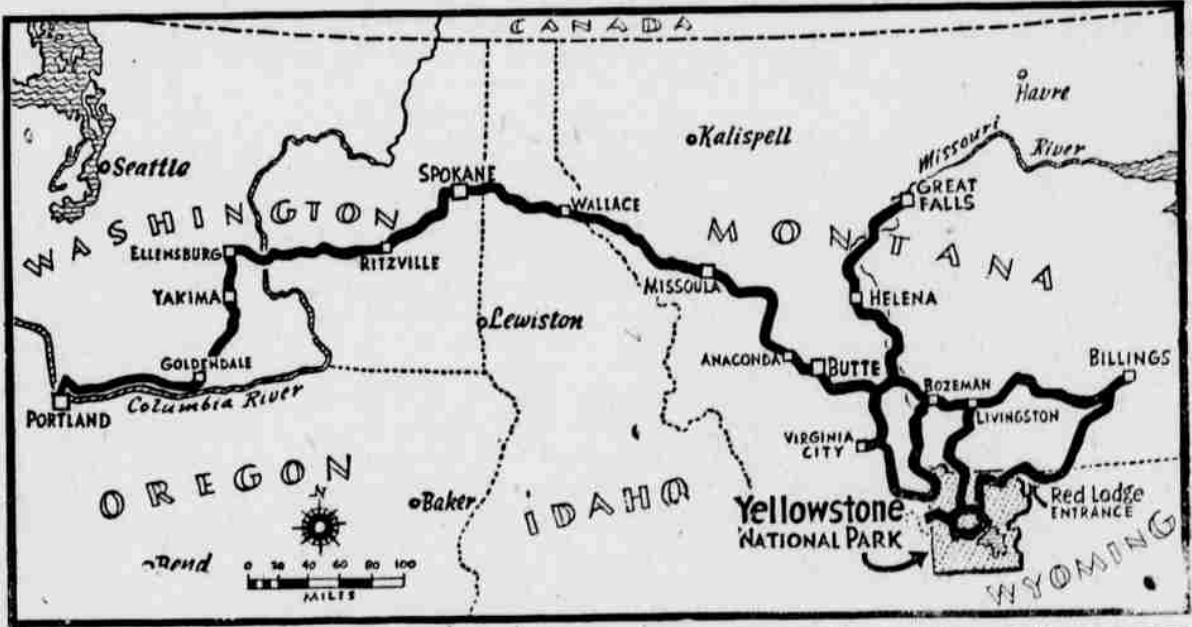 CANADA
Havre
Kalispell
Missouri
River
Seattle
SPOKANE
GREAT
FALLS
WASHINGTON
WALLACE
MONTANA
ELLENSBURG
RITZVILLE
MISSOULA
YAKIMA
HELENA
Lewiston
GOLDENDALE
ANACONDA
BUTTE
BILLINGS
Columbia River
PORTLAND
BOZEMAN
LIVINGSTON
VIRGINIA
CITY
OREGON
N
Baker
IDAHO
Yellowstone
NATIONAL PARK
Red Lodge
ENTRANCE
WYOMING
Bend
0 20 40 60 80 100
MILES